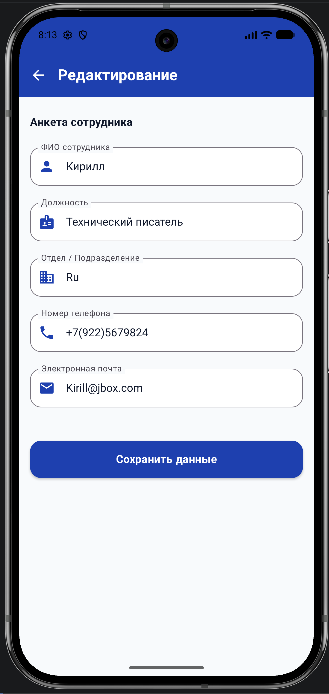 8:13
Редактирование
Анкета сотрудника
ФИО сотрудника
Кирилл
Должность
Технический писатель
Отдел / Подразделение
Ru
Номер телефона
+7(922)5679824
Электронная почта
Kirill@jbox.com
Сохранить данные